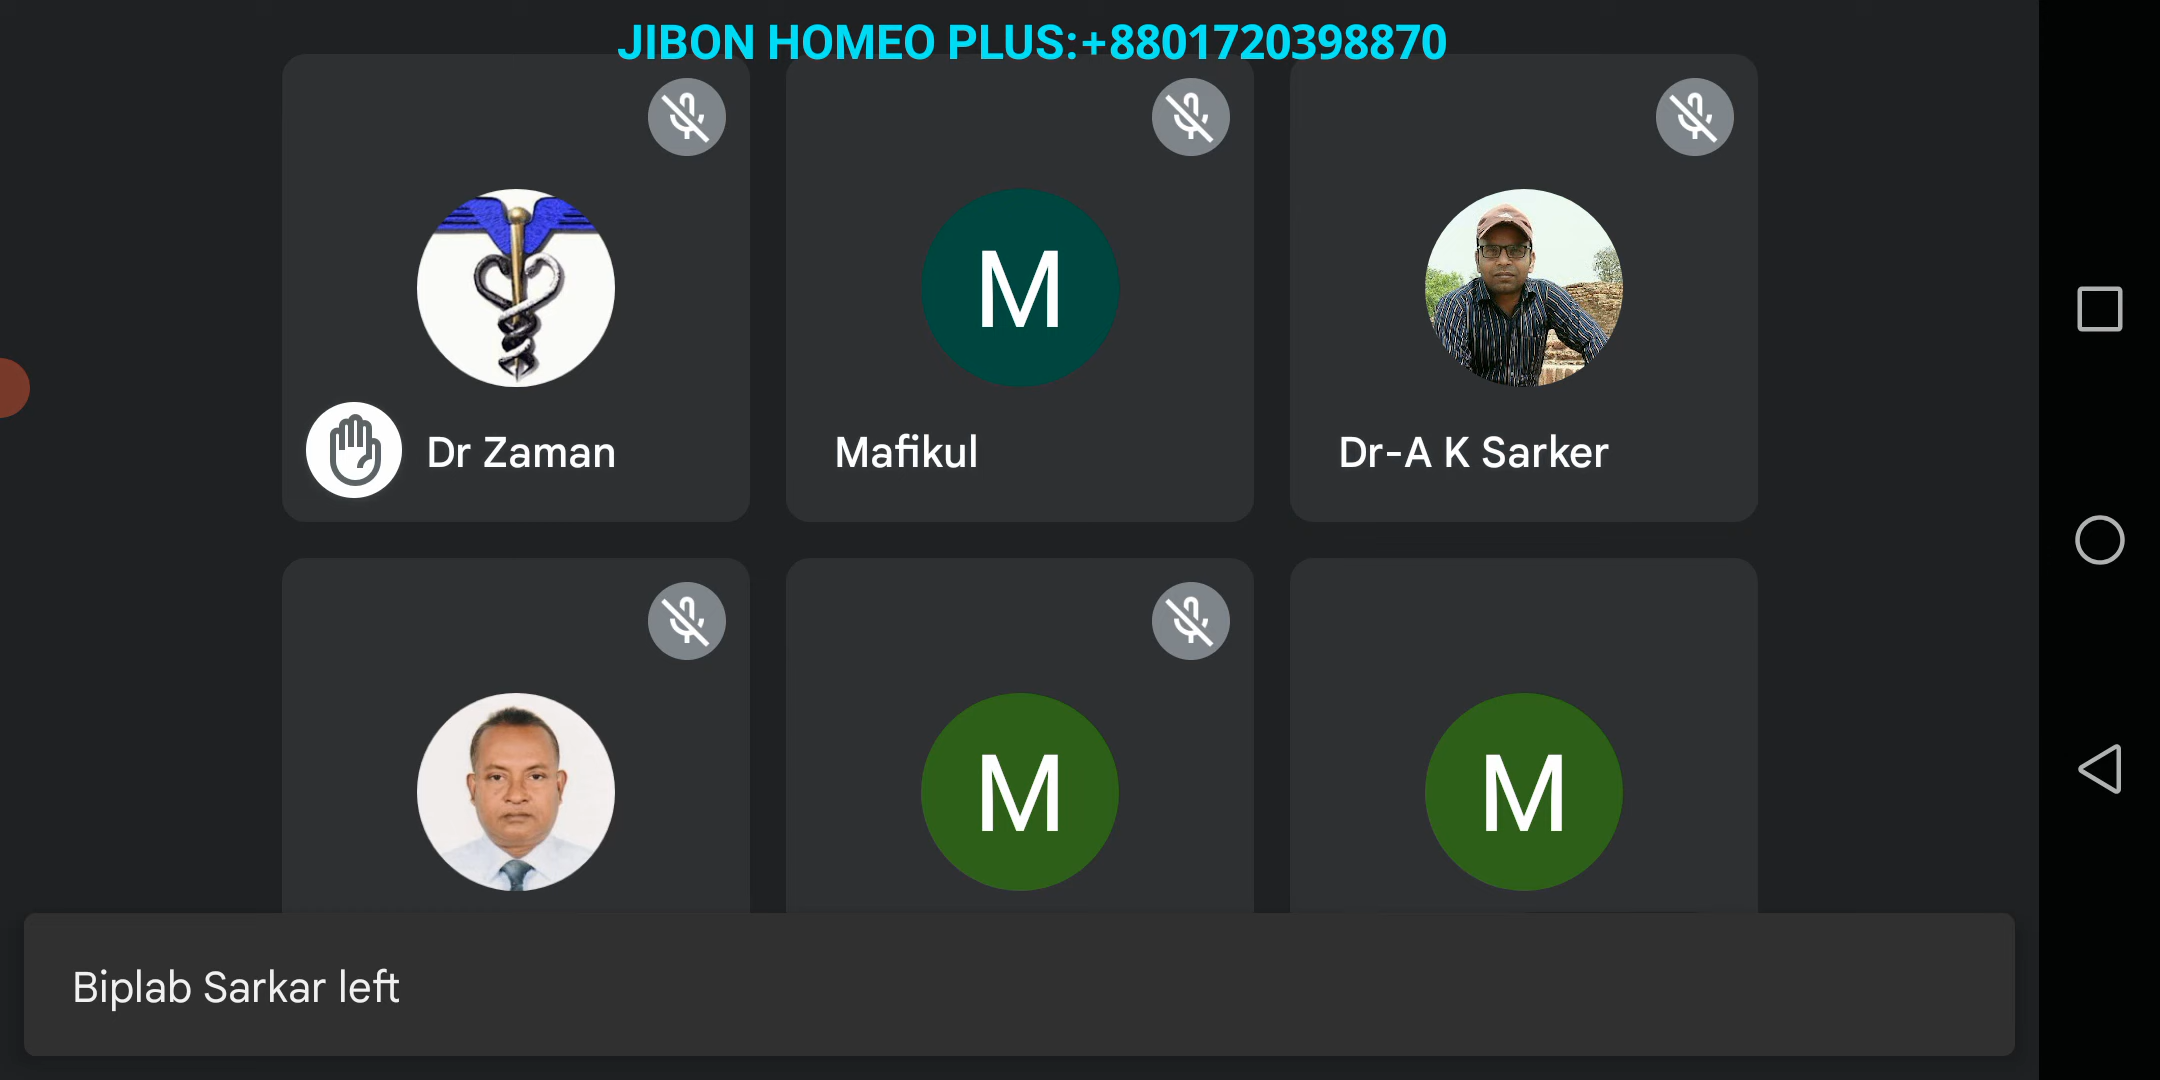 JIBON HOMEO PLUS:+8801720398870
M
Dr Zaman
Mafikul
Dr-A K Sarker
M
M
Biplab Sarkar left